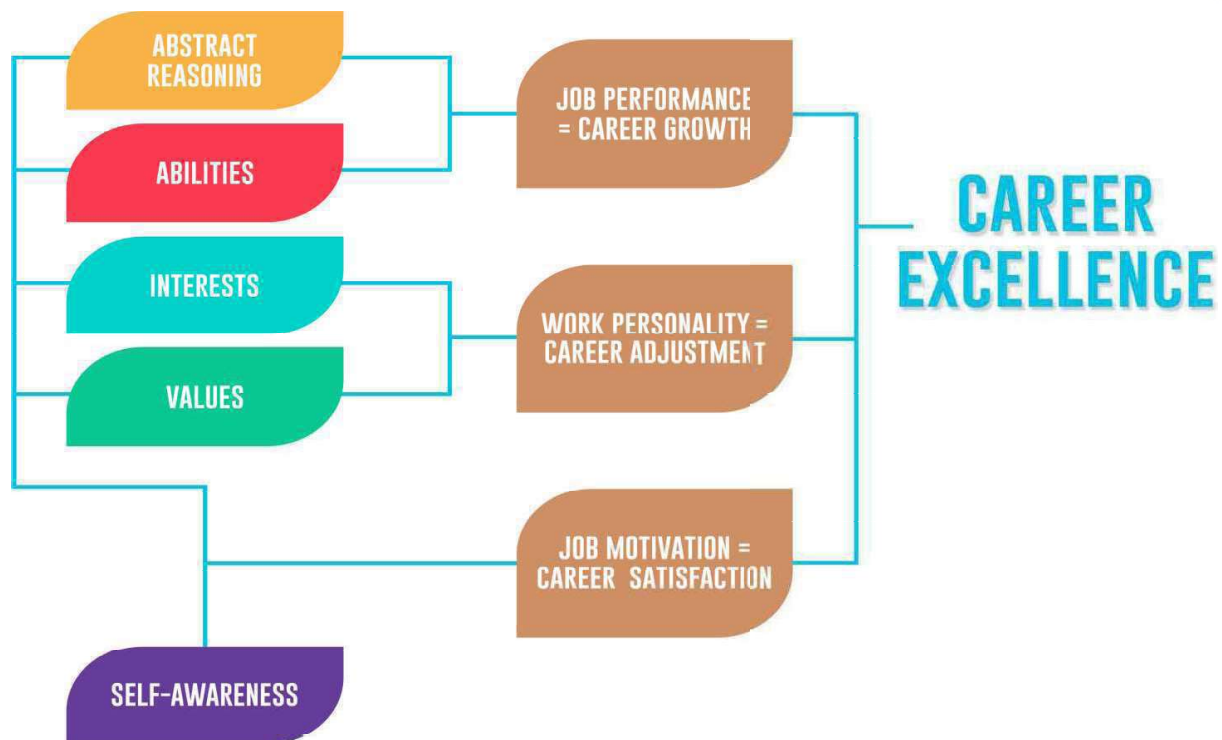 ABSTRACT
REASONING
ABILITIES
INTERESTS
VALUES
SELF-AWARENESS
JOB PERFORMANCE
= CAREER GROWTH
WORK PERSONALITY =
CAREER ADJUSTMENT
JOB MOTIVATION =
CAREER SATISFACTION
CAREER
EXCELLENCE